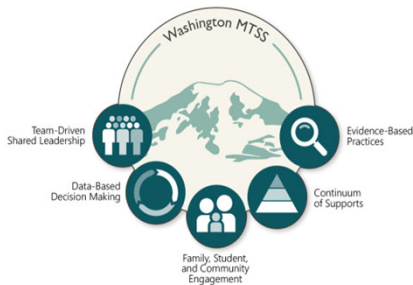 Washington MTSS
Team-Driven
Shared Leadership
Evidence-Based
Practices
Data-Based
Decision Making
Continuum
of Supports
Family, Student,
and Community
Engagement